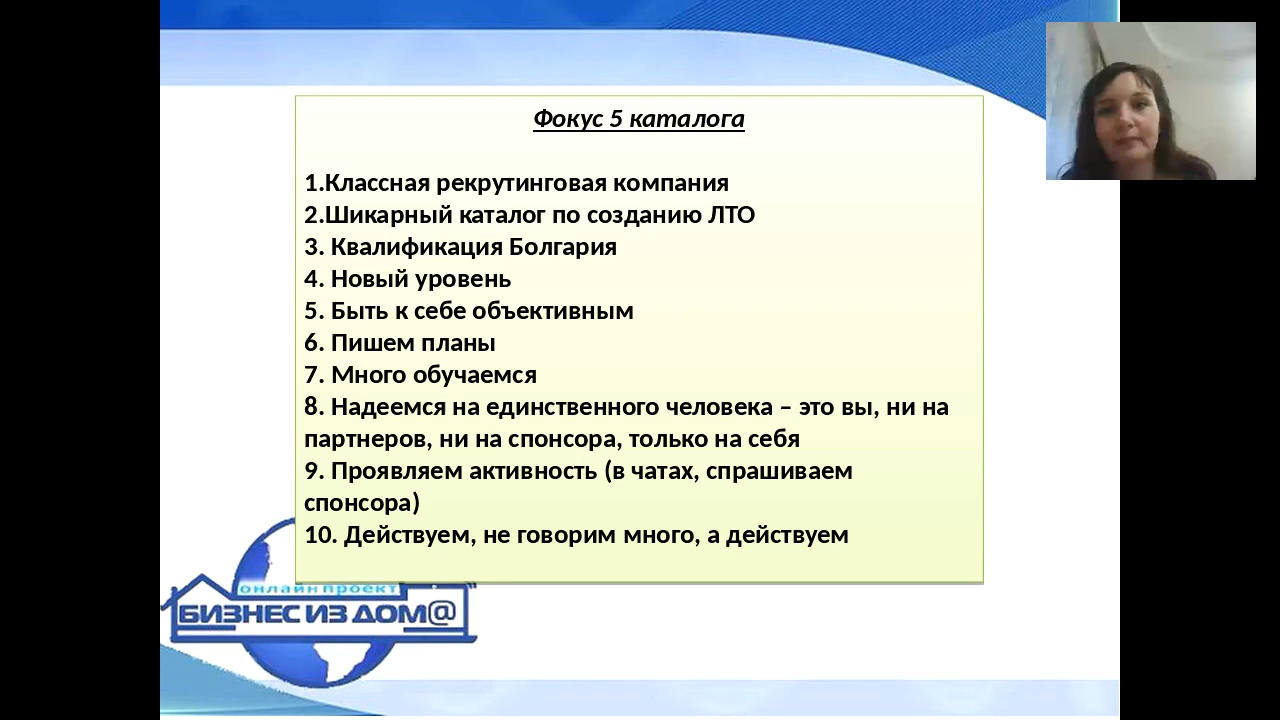 Фокус 5 каталога
1.Классная рекрутинговая компания
2.Шикарный каталог по созданию ЛТО
3. Квалификация Болгария
4. Новый уровень
5. Быть к себе объективным
6. Пишем планы
7. Много обучаемся
8. Надеемся на единственного человека – это вы, ни на
партнеров, ни на спонсора, только на себя
9. Проявляем активность (в чатах, спрашиваем
спонсора)
10. Действуем, не говорим много, а действуем
онлайн проект
БИЗНЕС ИЗ ДОМ@